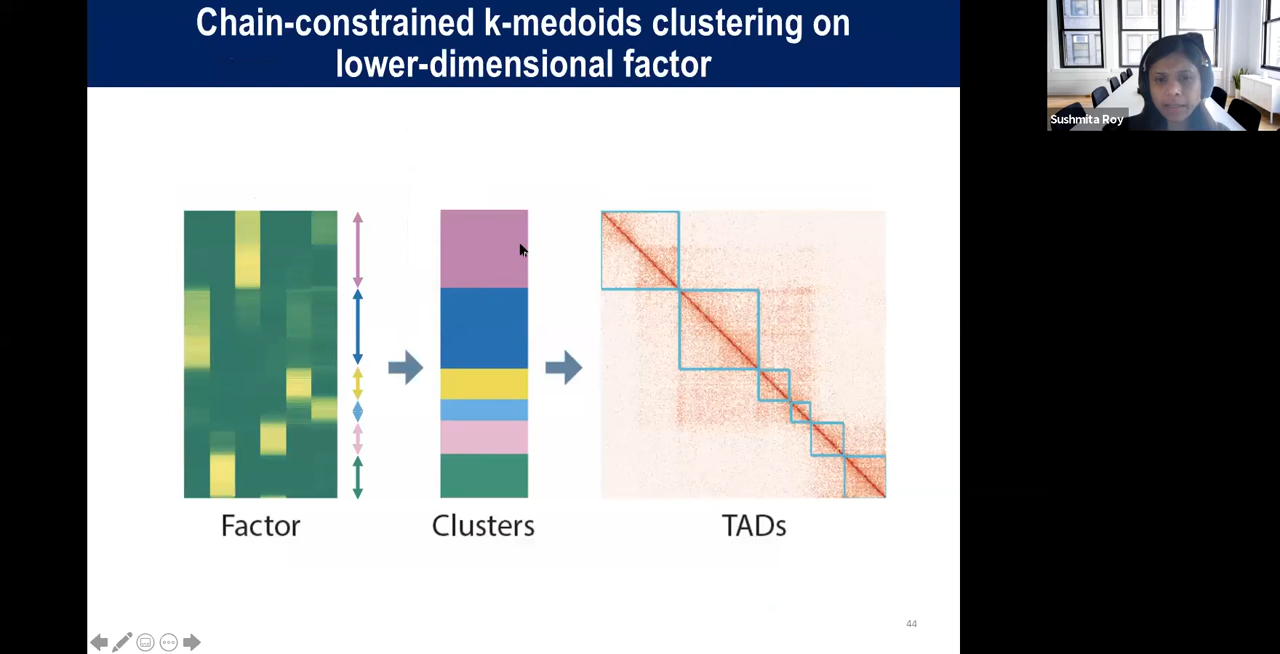 Chain-constrained k-medoids clustering on
lower-dimensional factor
Sushmita Roy
Factor
Clusters
TADs
44